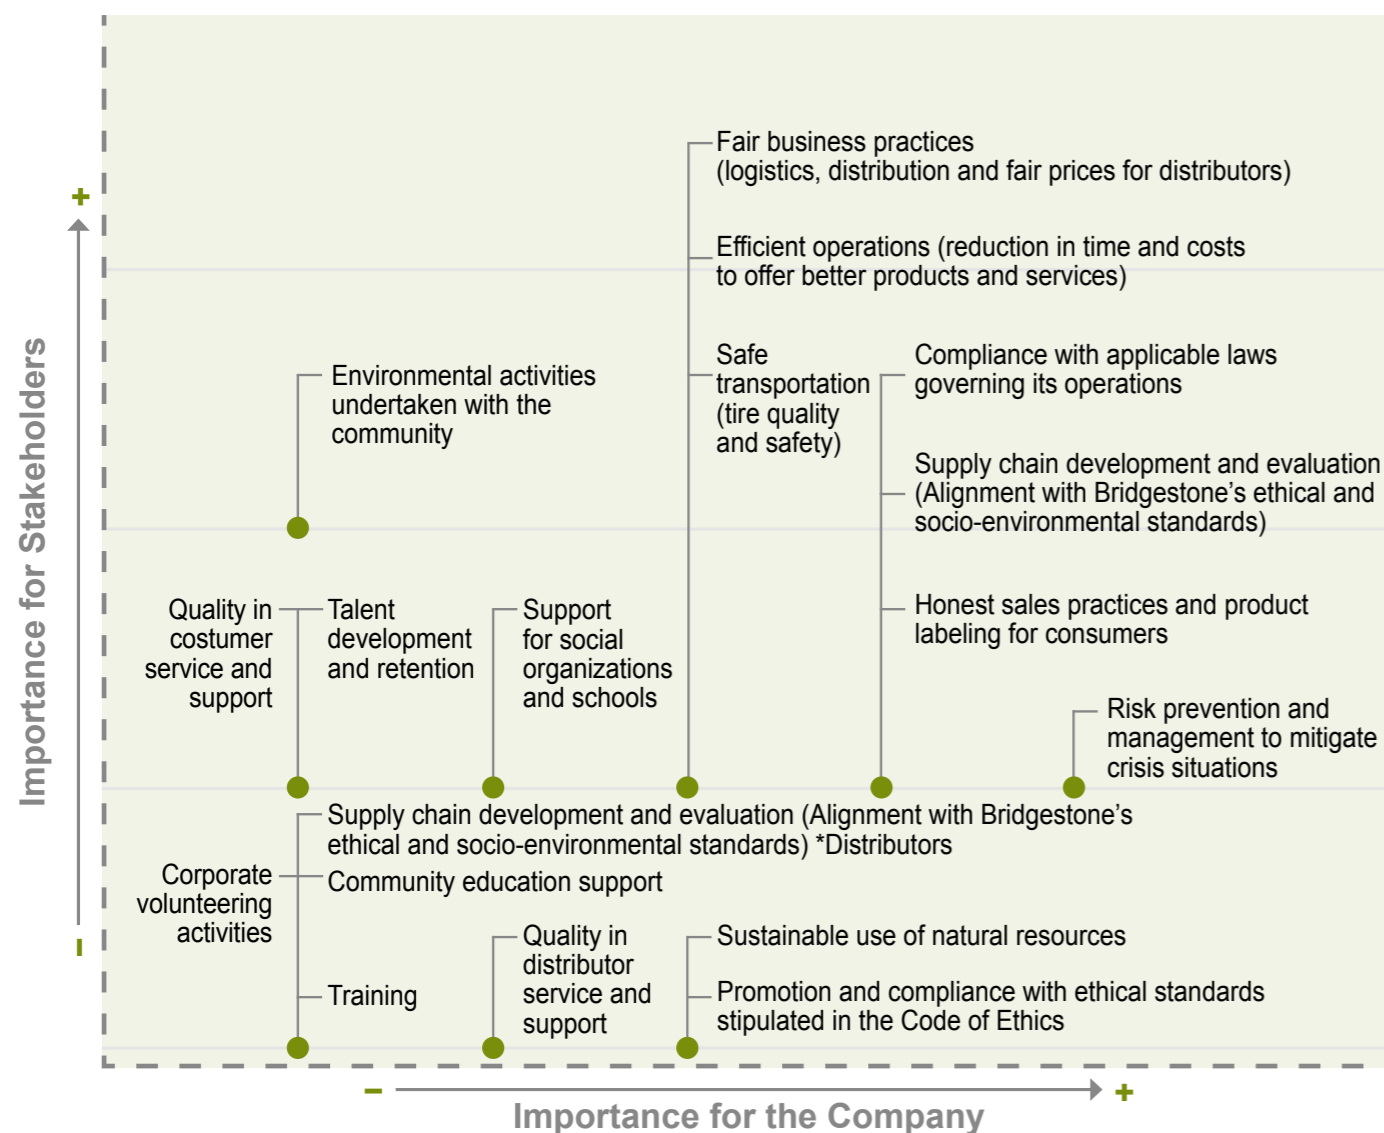 Fair business practices
(logistics, distribution and fair prices for distributors)
+
Efficient operations (reduction in time and costs
to offer better products and services)
Safe
transportation
(tire quality
and safety)
Compliance with applicable laws
governing its operations
Environmental activities
undertaken with the
community
Supply chain development and evaluation
(Alignment with Bridgestone’s ethical and
socio-environmental standards)
Importance for Stakeholders
Quality in
costumer
service and
support
Talent
development
and retention
Support
for social
organizations
and schools
Honest sales practices and product
labeling for consumers
Risk prevention and
management to mitigate
crisis situations
Supply chain development and evaluation (Alignment with Bridgestone’s
ethical and socio-environmental standards) *Distributors
Corporate
volunteering
activities
Community education support
Training
Quality in
distributor
service and
support
Sustainable use of natural resources
Promotion and compliance with ethical standards
stipulated in the Code of Ethics
–
– +
Importance for the Company